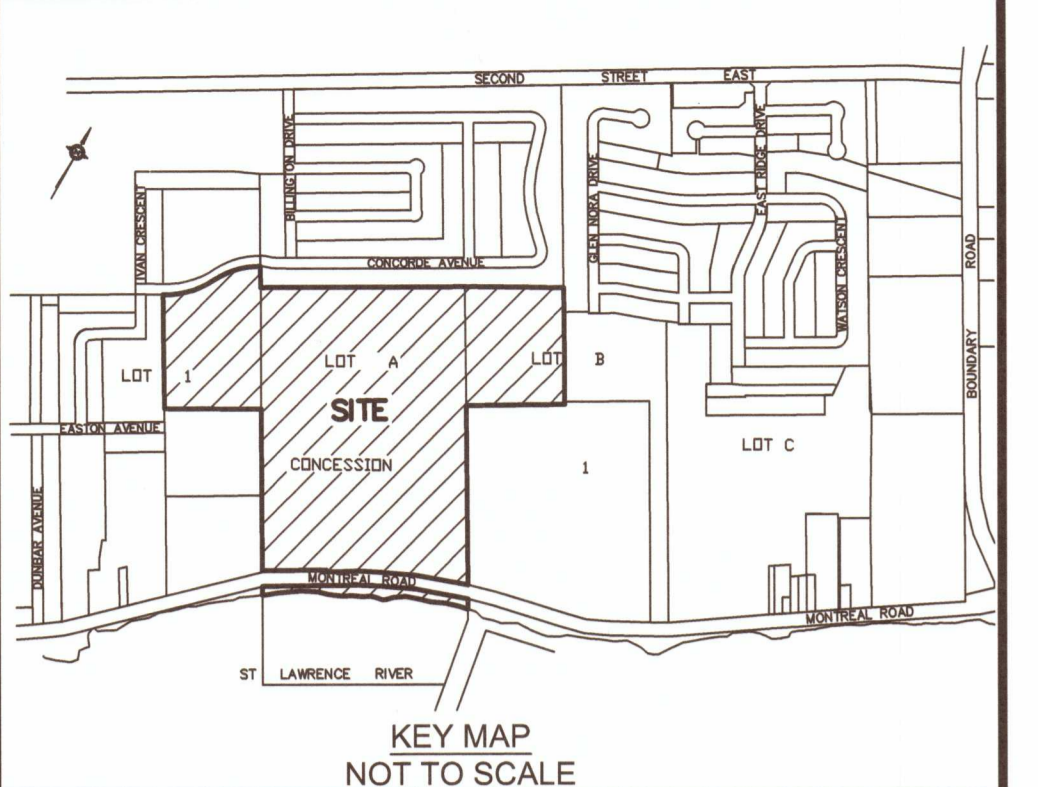 SECOND STREET EAST
BILLINGTON DRIVE
IVAN CRESCENT
GLEN NORA DRIVE
EAST RIDGE DRIVE
WATSON CRESCENT
BOUNDARY ROAD
CONCORDE AVENUE
LOT 1
LOT A
LOT B
SITE
EASTON AVENUE
CONCESSION 1
LOT C
DUNBAR AVENUE
MONTREAL ROAD
MONTREAL ROAD
ST LAWRENCE RIVER
KEY MAP
NOT TO SCALE